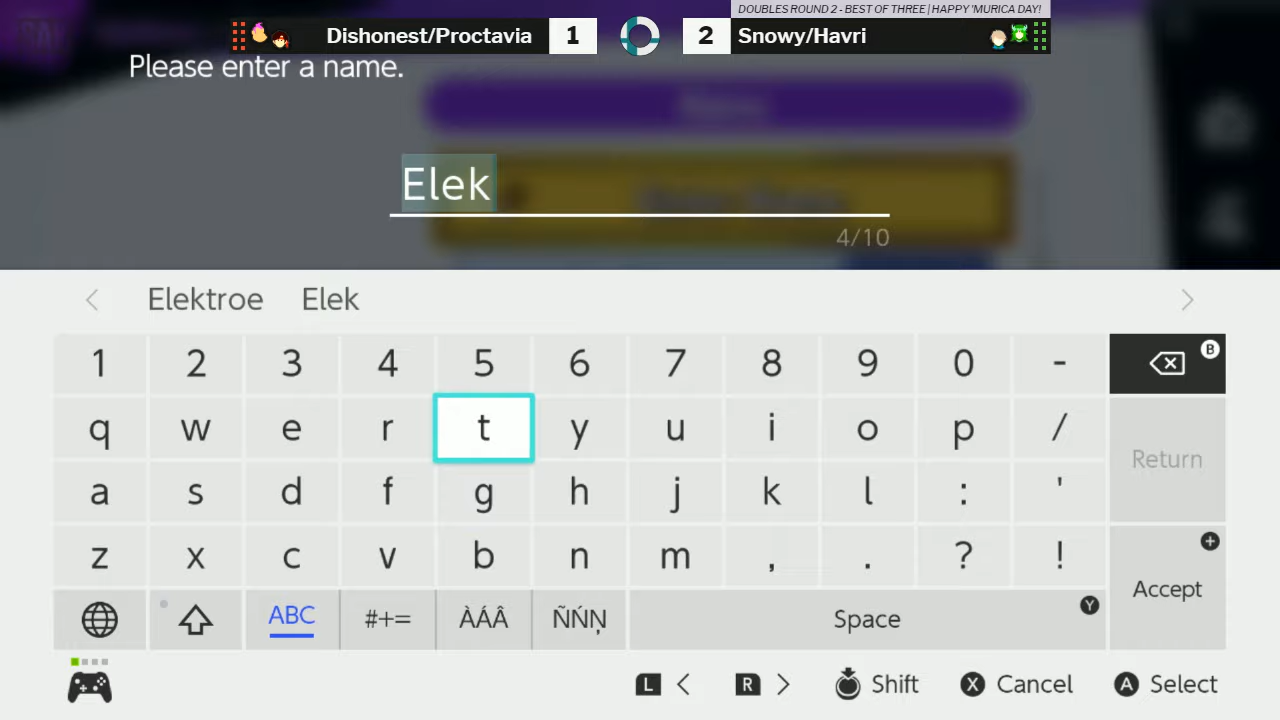 DOUBLES ROUND 2 - BEST OF THREE | HAPPY 'MURICA DAY!
Dishonest/Proctavia 1 2 Snowy/Havri
Please enter a name.
Elek
4/10
Elektroe Elek
1 2 3 4 5 6 7 8 9 0 - B
q w e r t y u i o p / Return
a s d f g h j k l : '
z x c v b n m , . ? ! +
Accept
ABC #+= ÀÁÂ ÑŃŅ Space Y
L R Shift X Cancel A Select